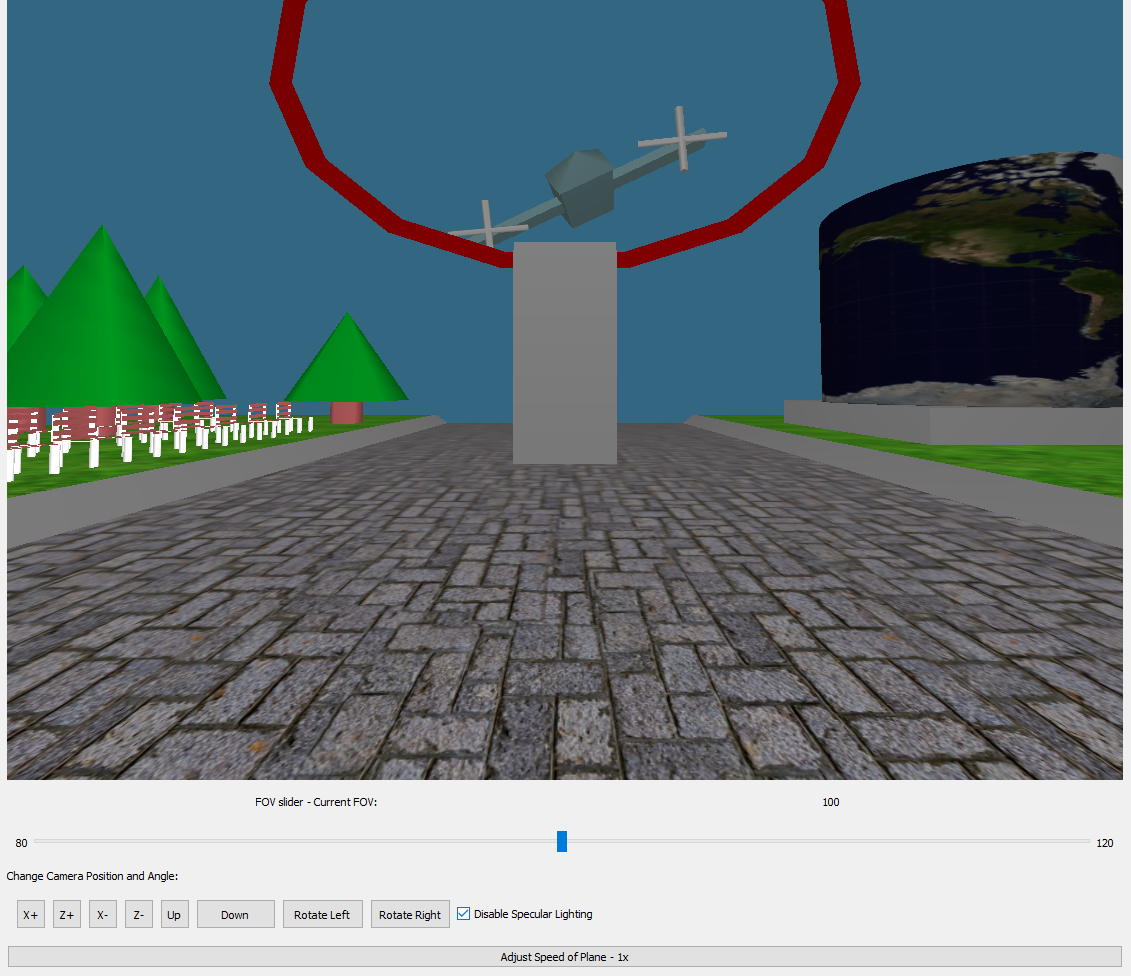 FOV slider - Current FOV: 100
80 120
Change Camera Position and Angle:
X+ Z+ X- Z- Up Down Rotate Left Rotate Right Disable Specular Lighting
Adjust Speed of Plane - 1x